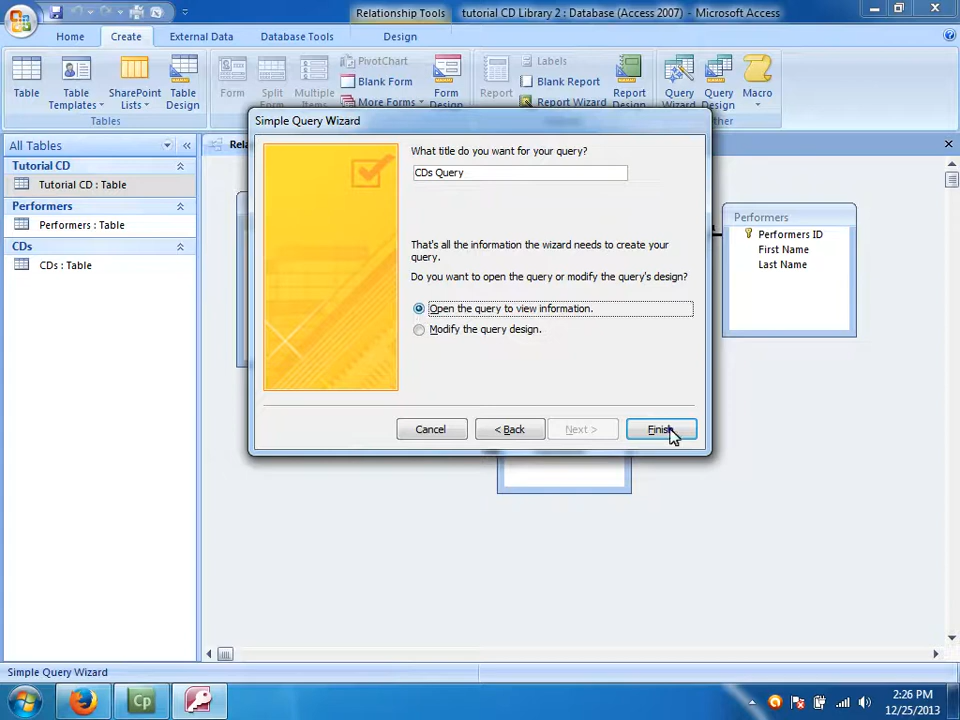 Relationship Tools
tutorial CD Library 2 : Database (Access 2007) - Microsoft Access
Home
Create
External Data
Database Tools
Design
Table
Table Templates
SharePoint Lists
Table Design
Tables
Form
Split
Multiple
PivotChart
Blank Form
More Forms
Form
Report
Labels
Blank Report
Report Wizard
Report
Query
Query Design
Macro
Simple Query Wizard
All Tables
Tutorial CD
Tutorial CD : Table
Performers
Performers : Table
CDs
CDs : Table
What title do you want for your query?
CDs Query
That's all the information the wizard needs to create your
query.
Do you want to open the query or modify the query's design?
Open the query to view information.
Modify the query design.
Cancel
< Back
Next >
Finish
Performers
Performers ID
First Name
Last Name
Simple Query Wizard
Cp
2:26 PM
12/25/2013